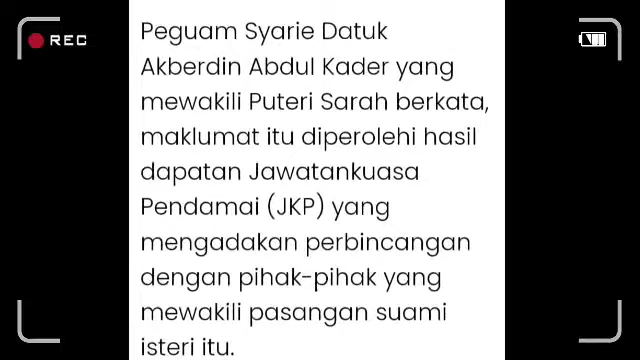 REC
Peguam Syarie Datuk
Akberdin Abdul Kader yang
mewakili Puteri Sarah berkata,
maklumat itu diperolehi hasil
dapatan Jawatankuasa
Pendamai (JKP) yang
mengadakan perbincangan
dengan pihak-pihak yang
mewakili pasangan suami
isteri itu.